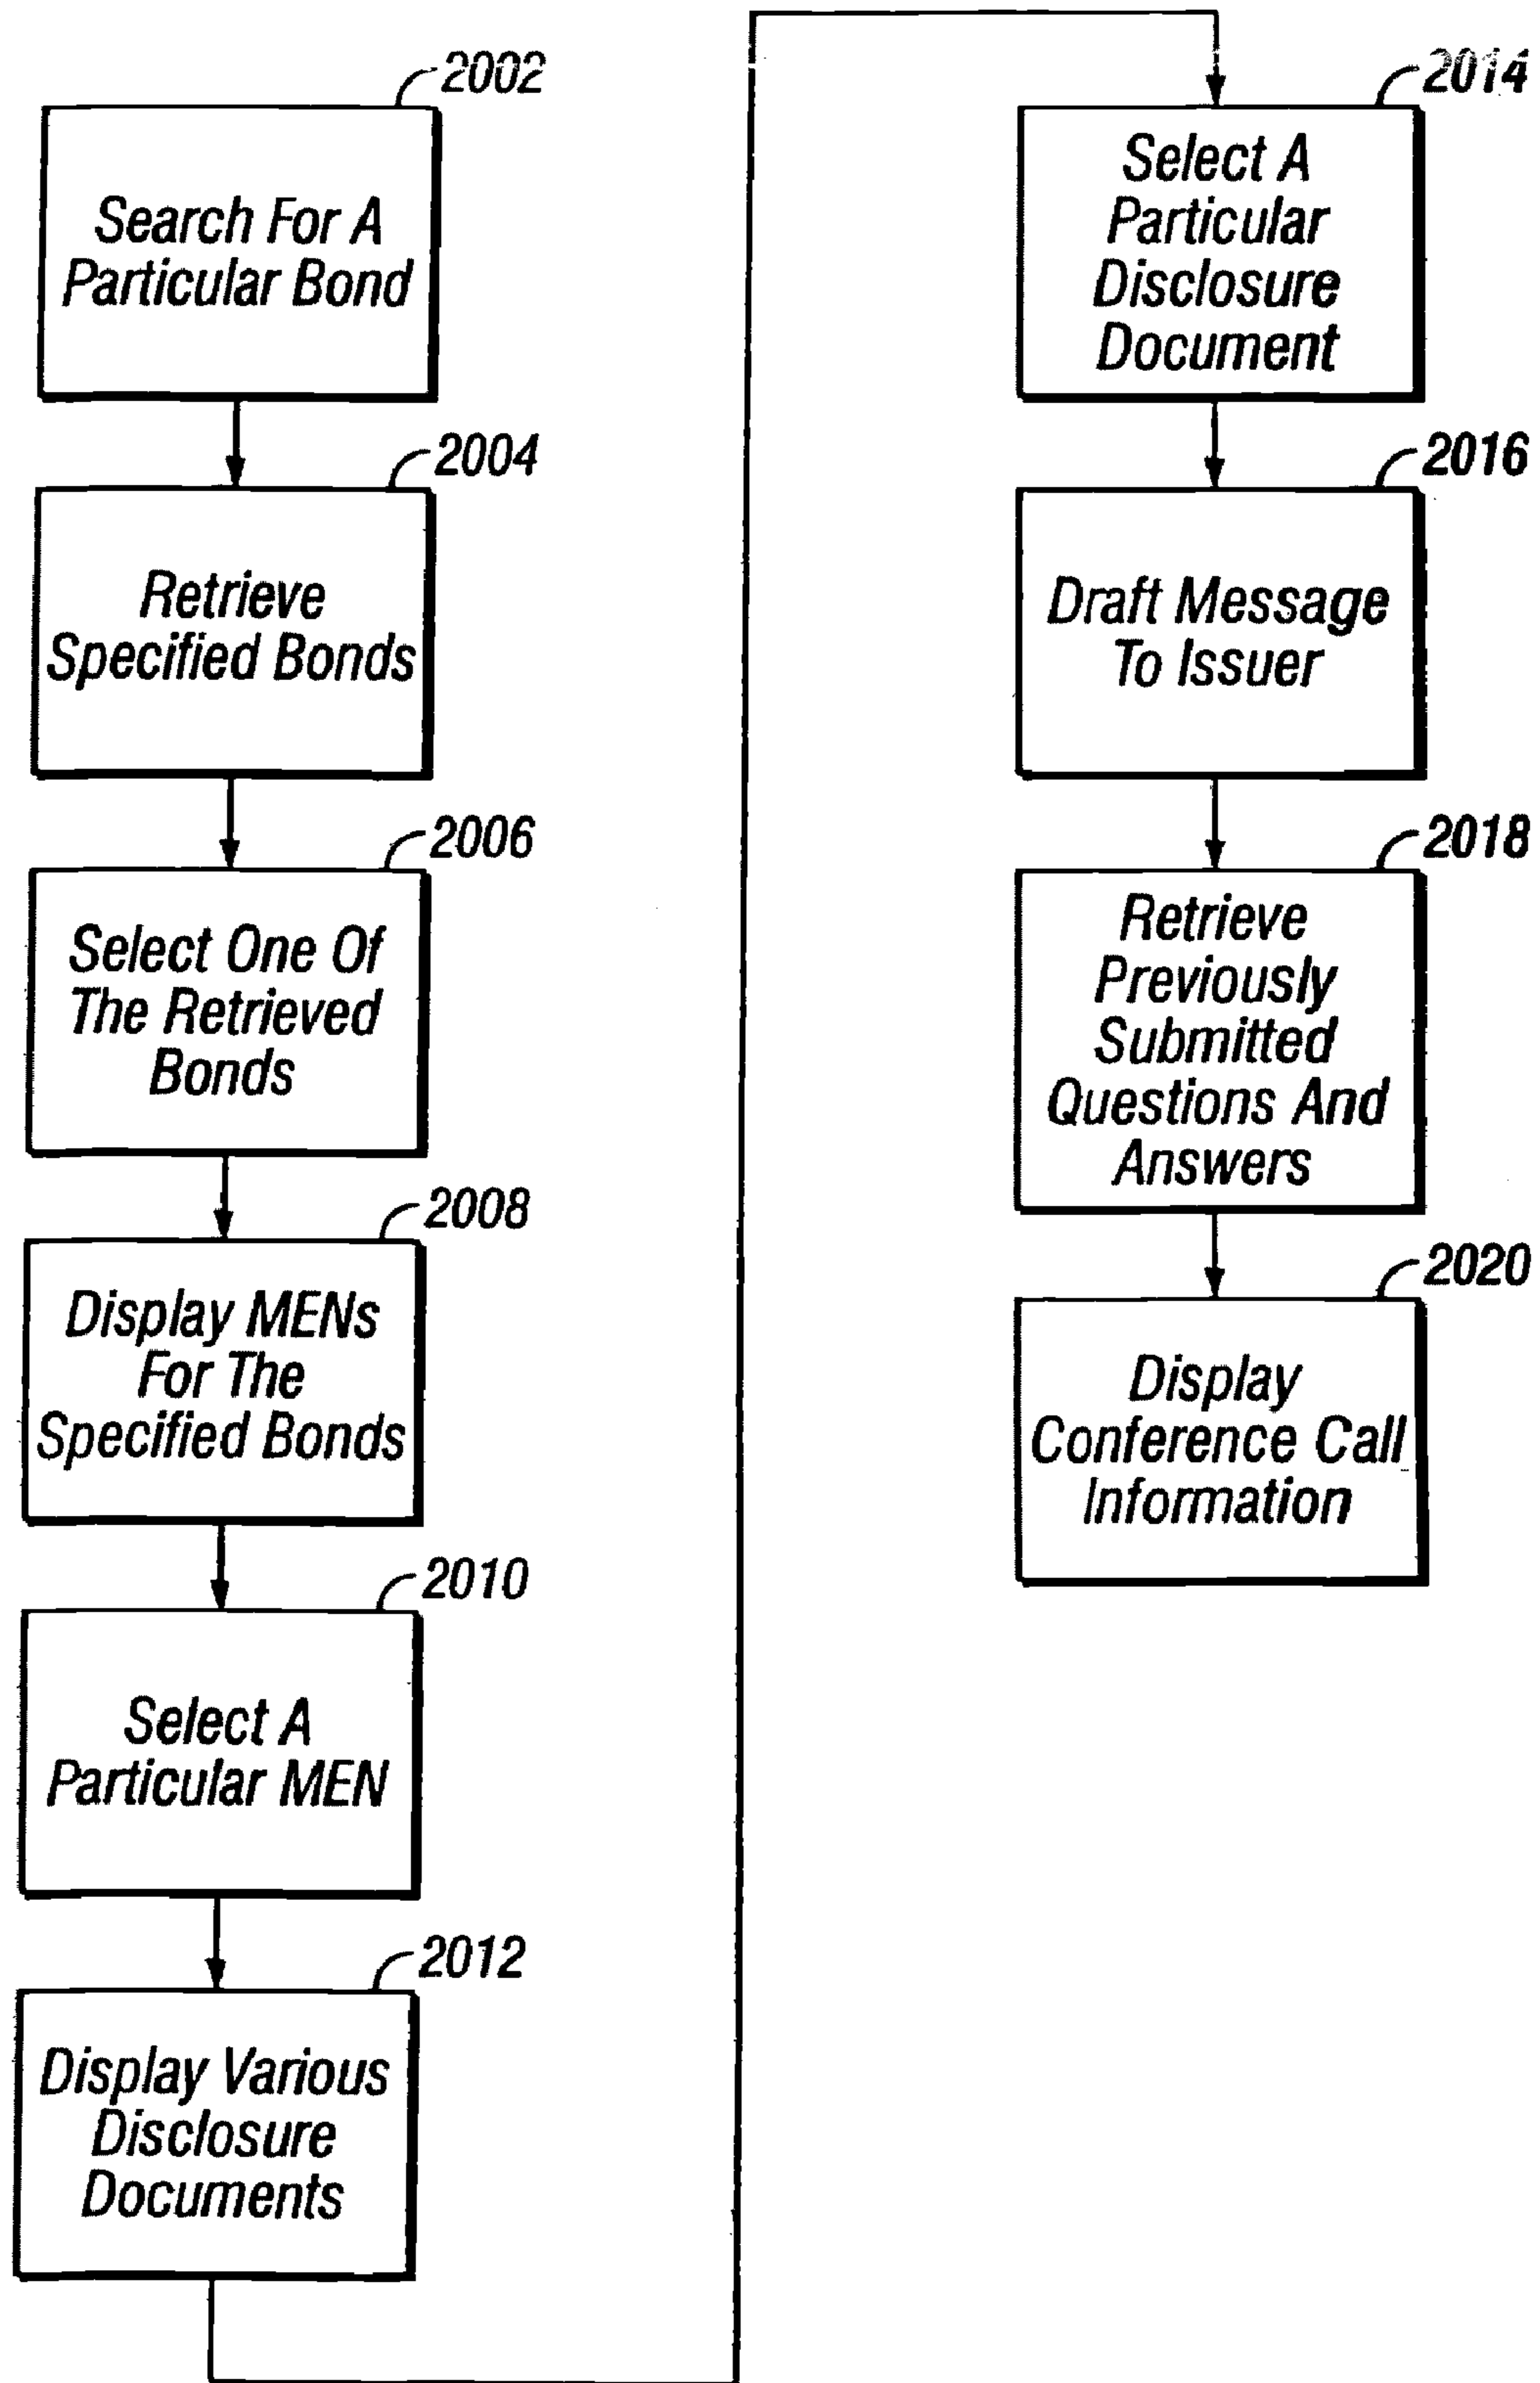 2002
Search For A
Particular Bond
2004
Retrieve
Specified Bonds
2006
Select One Of
The Retrieved
Bonds
2008
Display MENs
For The
Specified Bonds
2010
Select A
Particular MEN
2012
Display Various
Disclosure
Documents
2014
Select A
Particular
Disclosure
Document
2016
Draft Message
To Issuer
2018
Retrieve
Previously
Submitted
Questions And
Answers
2020
Display
Conference Call
Information